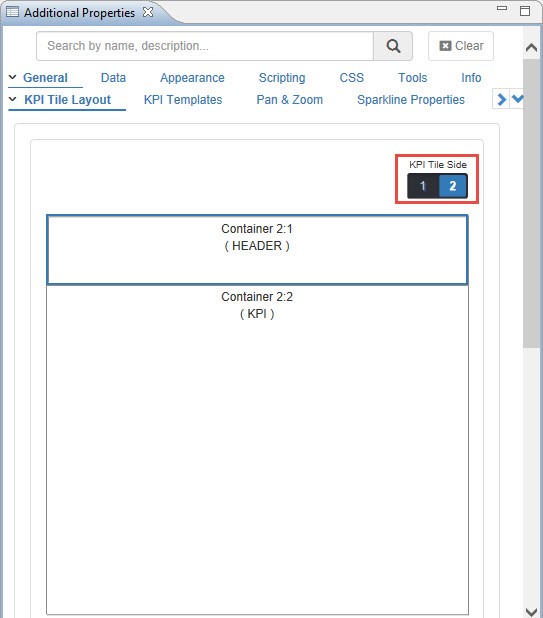 Additional Properties
Search by name, description...
Clear
General Data Appearance Scripting CSS Tools Info
KPI Tile Layout KPI Templates Pan & Zoom Sparkline Properties
KPI Tile Side
1 2
Container 2:1
( HEADER )
Container 2:2
( KPI )